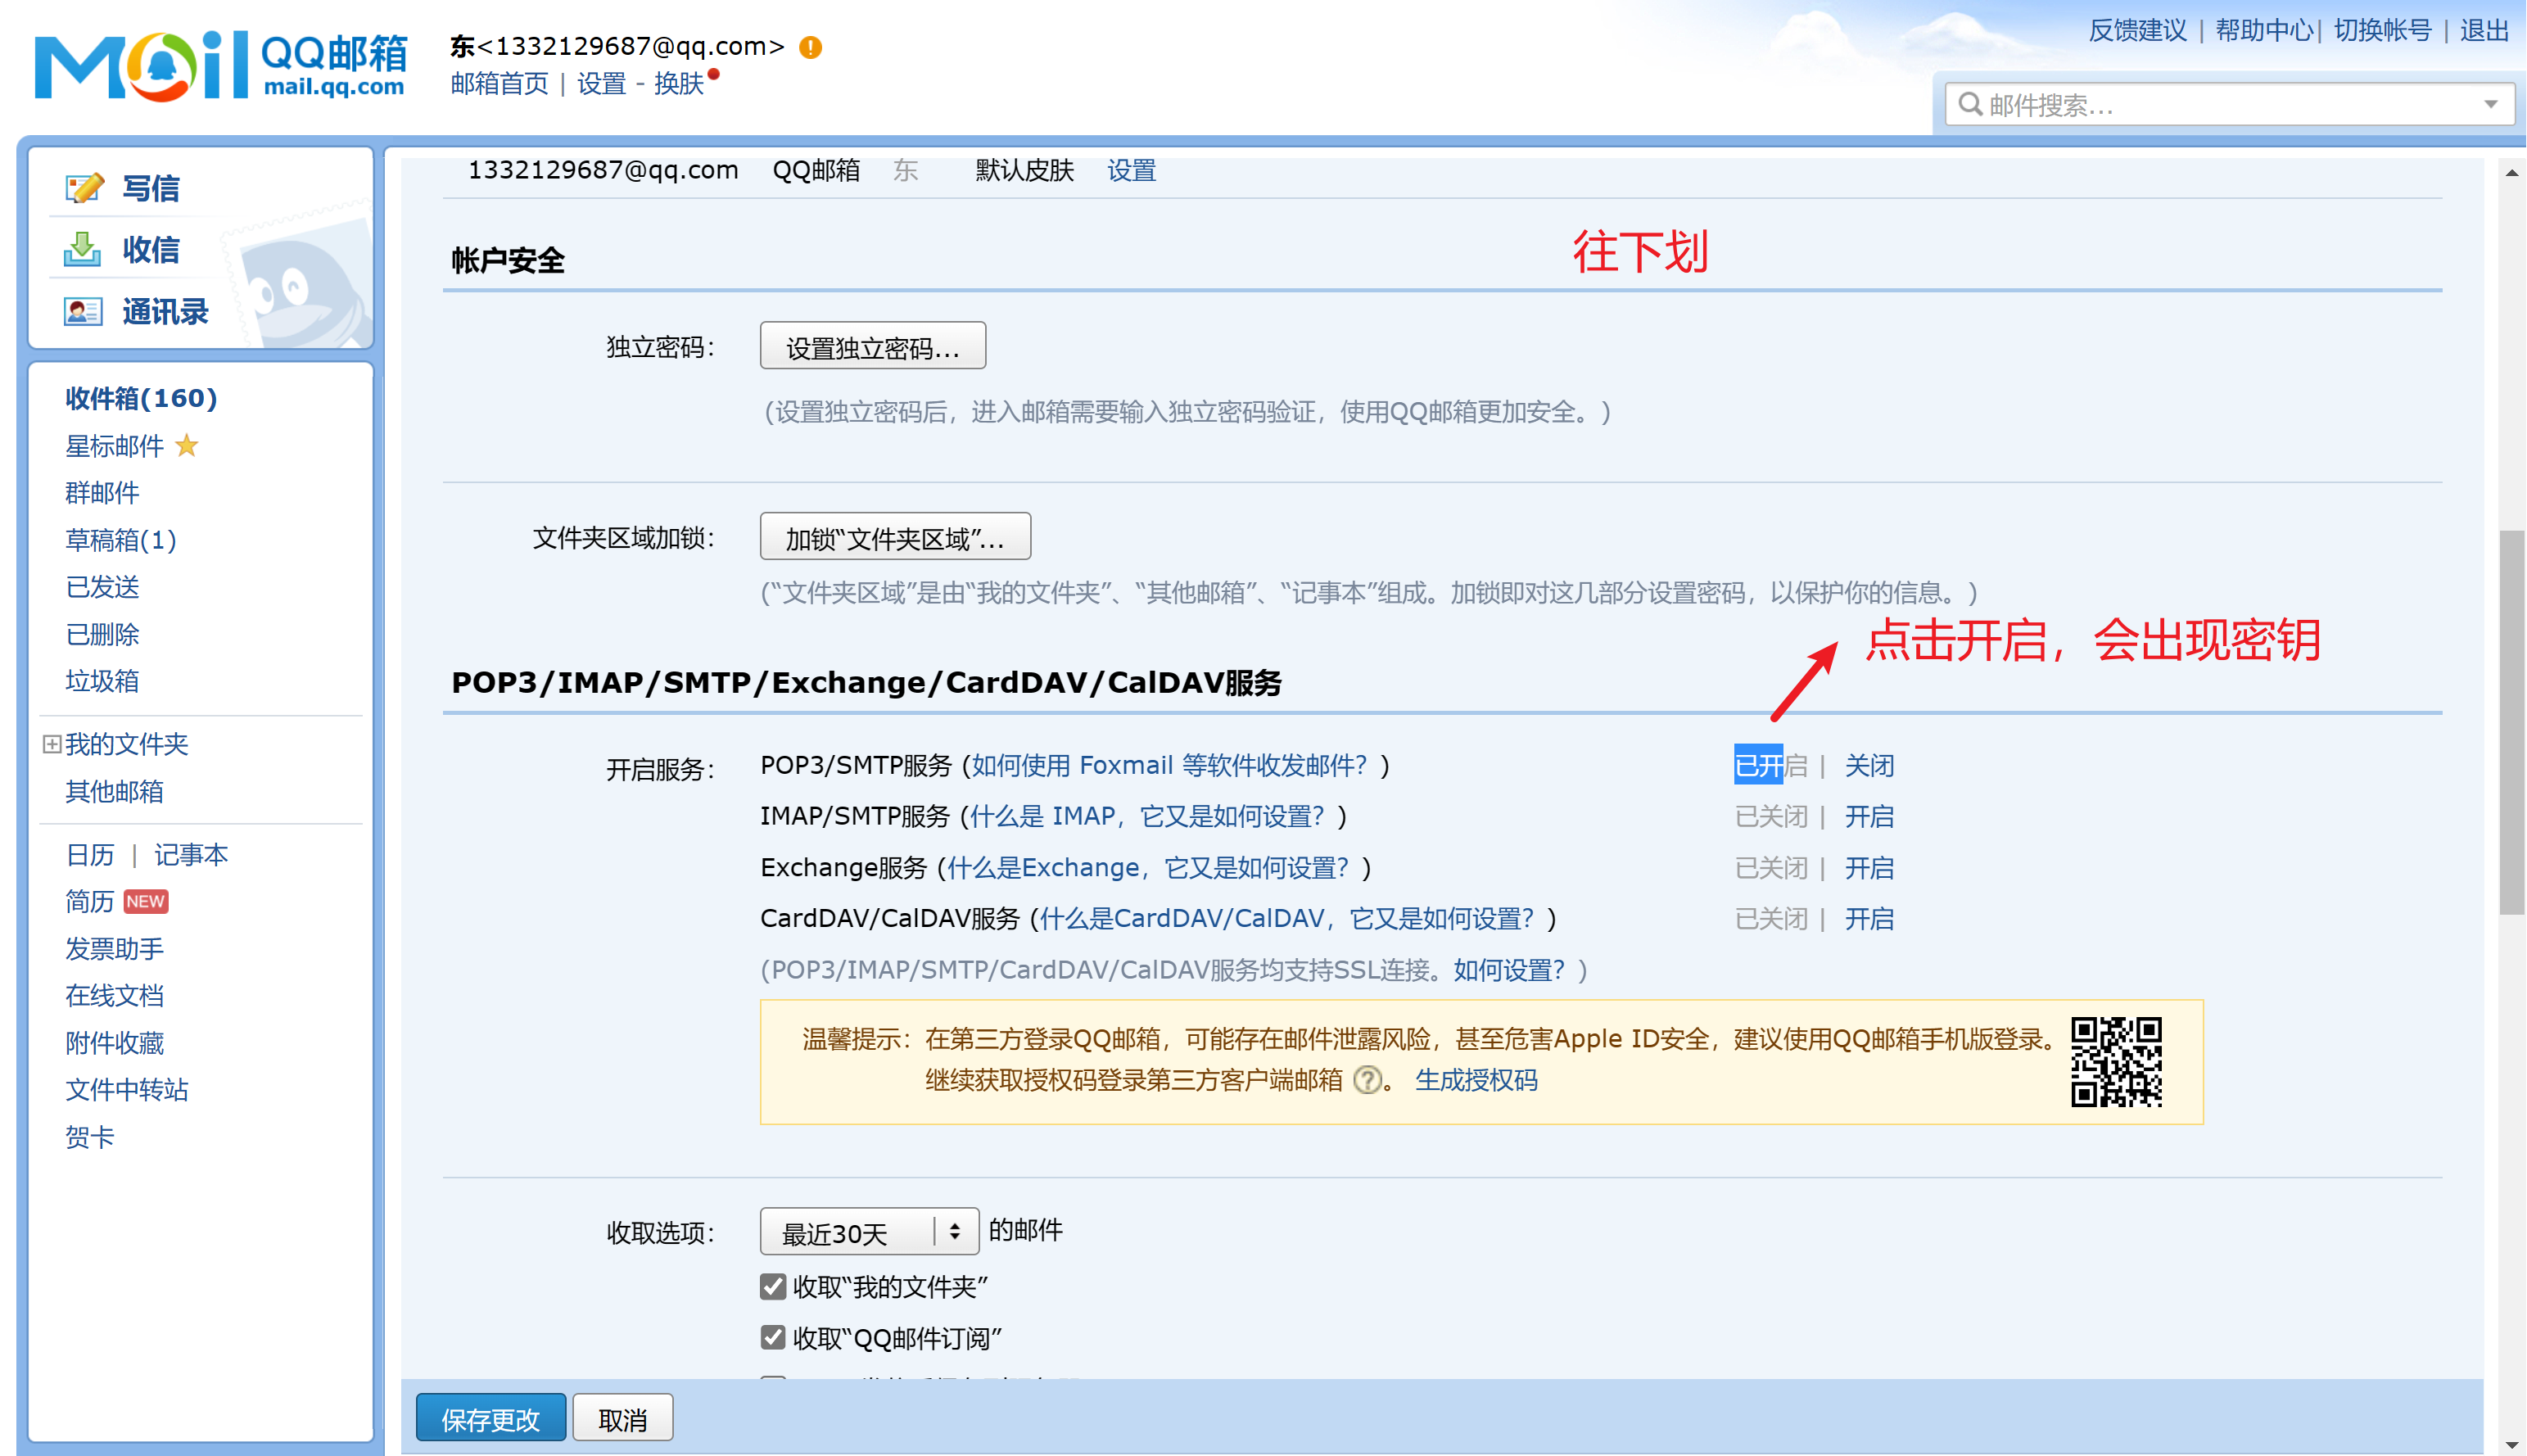 Mail QQ邮箱
mail.qq.com
东<1332129687@qq.com>
邮箱首页 | 设置 - 换肤
反馈建议 | 帮助中心 | 切换帐号 | 退出
邮件搜索...
写信
收信
通讯录
收件箱(160)
星标邮件
群邮件
草稿箱(1)
已发送
已删除
垃圾箱
我的文件夹
其他邮箱
日历 | 记事本
简历 NEW
发票助手
在线文档
附件收藏
文件中转站
贺卡
1332129687@qq.com QQ邮箱 东 默认皮肤 设置
往下划
帐户安全
独立密码： 设置独立密码...
(设置独立密码后，进入邮箱需要输入独立密码验证，使用QQ邮箱更加安全。)
文件夹区域加锁： 加锁“文件夹区域”...
(“文件夹区域”是由“我的文件夹”、“其他邮箱”、“记事本”组成。加锁即对这几部分设置密码，以保护你的信息。)
点击开启，会出现密钥
POP3/IMAP/SMTP/Exchange/CardDAV/CalDAV服务
开启服务： POP3/SMTP服务 (如何使用 Foxmail 等软件收发邮件？) 已开启 | 关闭
IMAP/SMTP服务 (什么是 IMAP，它又是如何设置？) 已关闭 | 开启
Exchange服务 (什么是Exchange，它又是如何设置？) 已关闭 | 开启
CardDAV/CalDAV服务 (什么是CardDAV/CalDAV，它又是如何设置？) 已关闭 | 开启
(POP3/IMAP/SMTP/CardDAV/CalDAV服务均支持SSL连接。如何设置？)
温馨提示：在第三方登录QQ邮箱，可能存在邮件泄露风险，甚至危害Apple ID安全，建议使用QQ邮箱手机版登录。
继续获取授权码登录第三方客户端邮箱 ? 。 生成授权码
收取选项： 最近30天 的邮件
收取“我的文件夹”
收取“QQ邮件订阅”
保存更改 取消